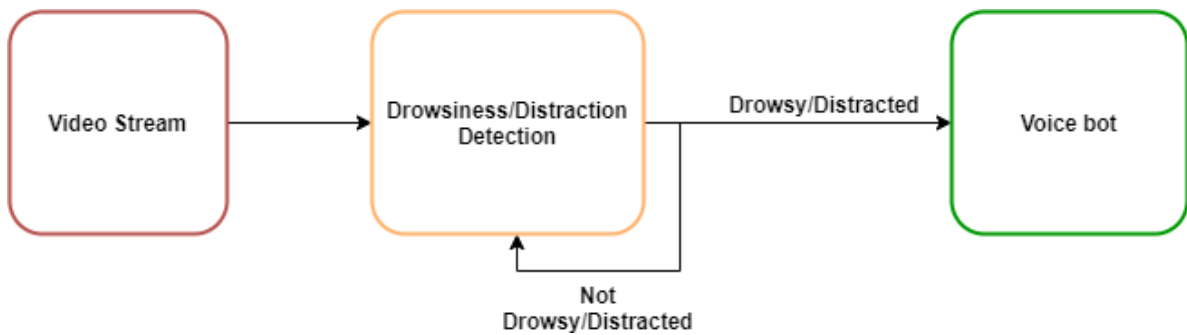 Video Stream
Drowsiness/Distraction
Detection
Drowsy/Distracted
Voice bot
Not
Drowsy/Distracted